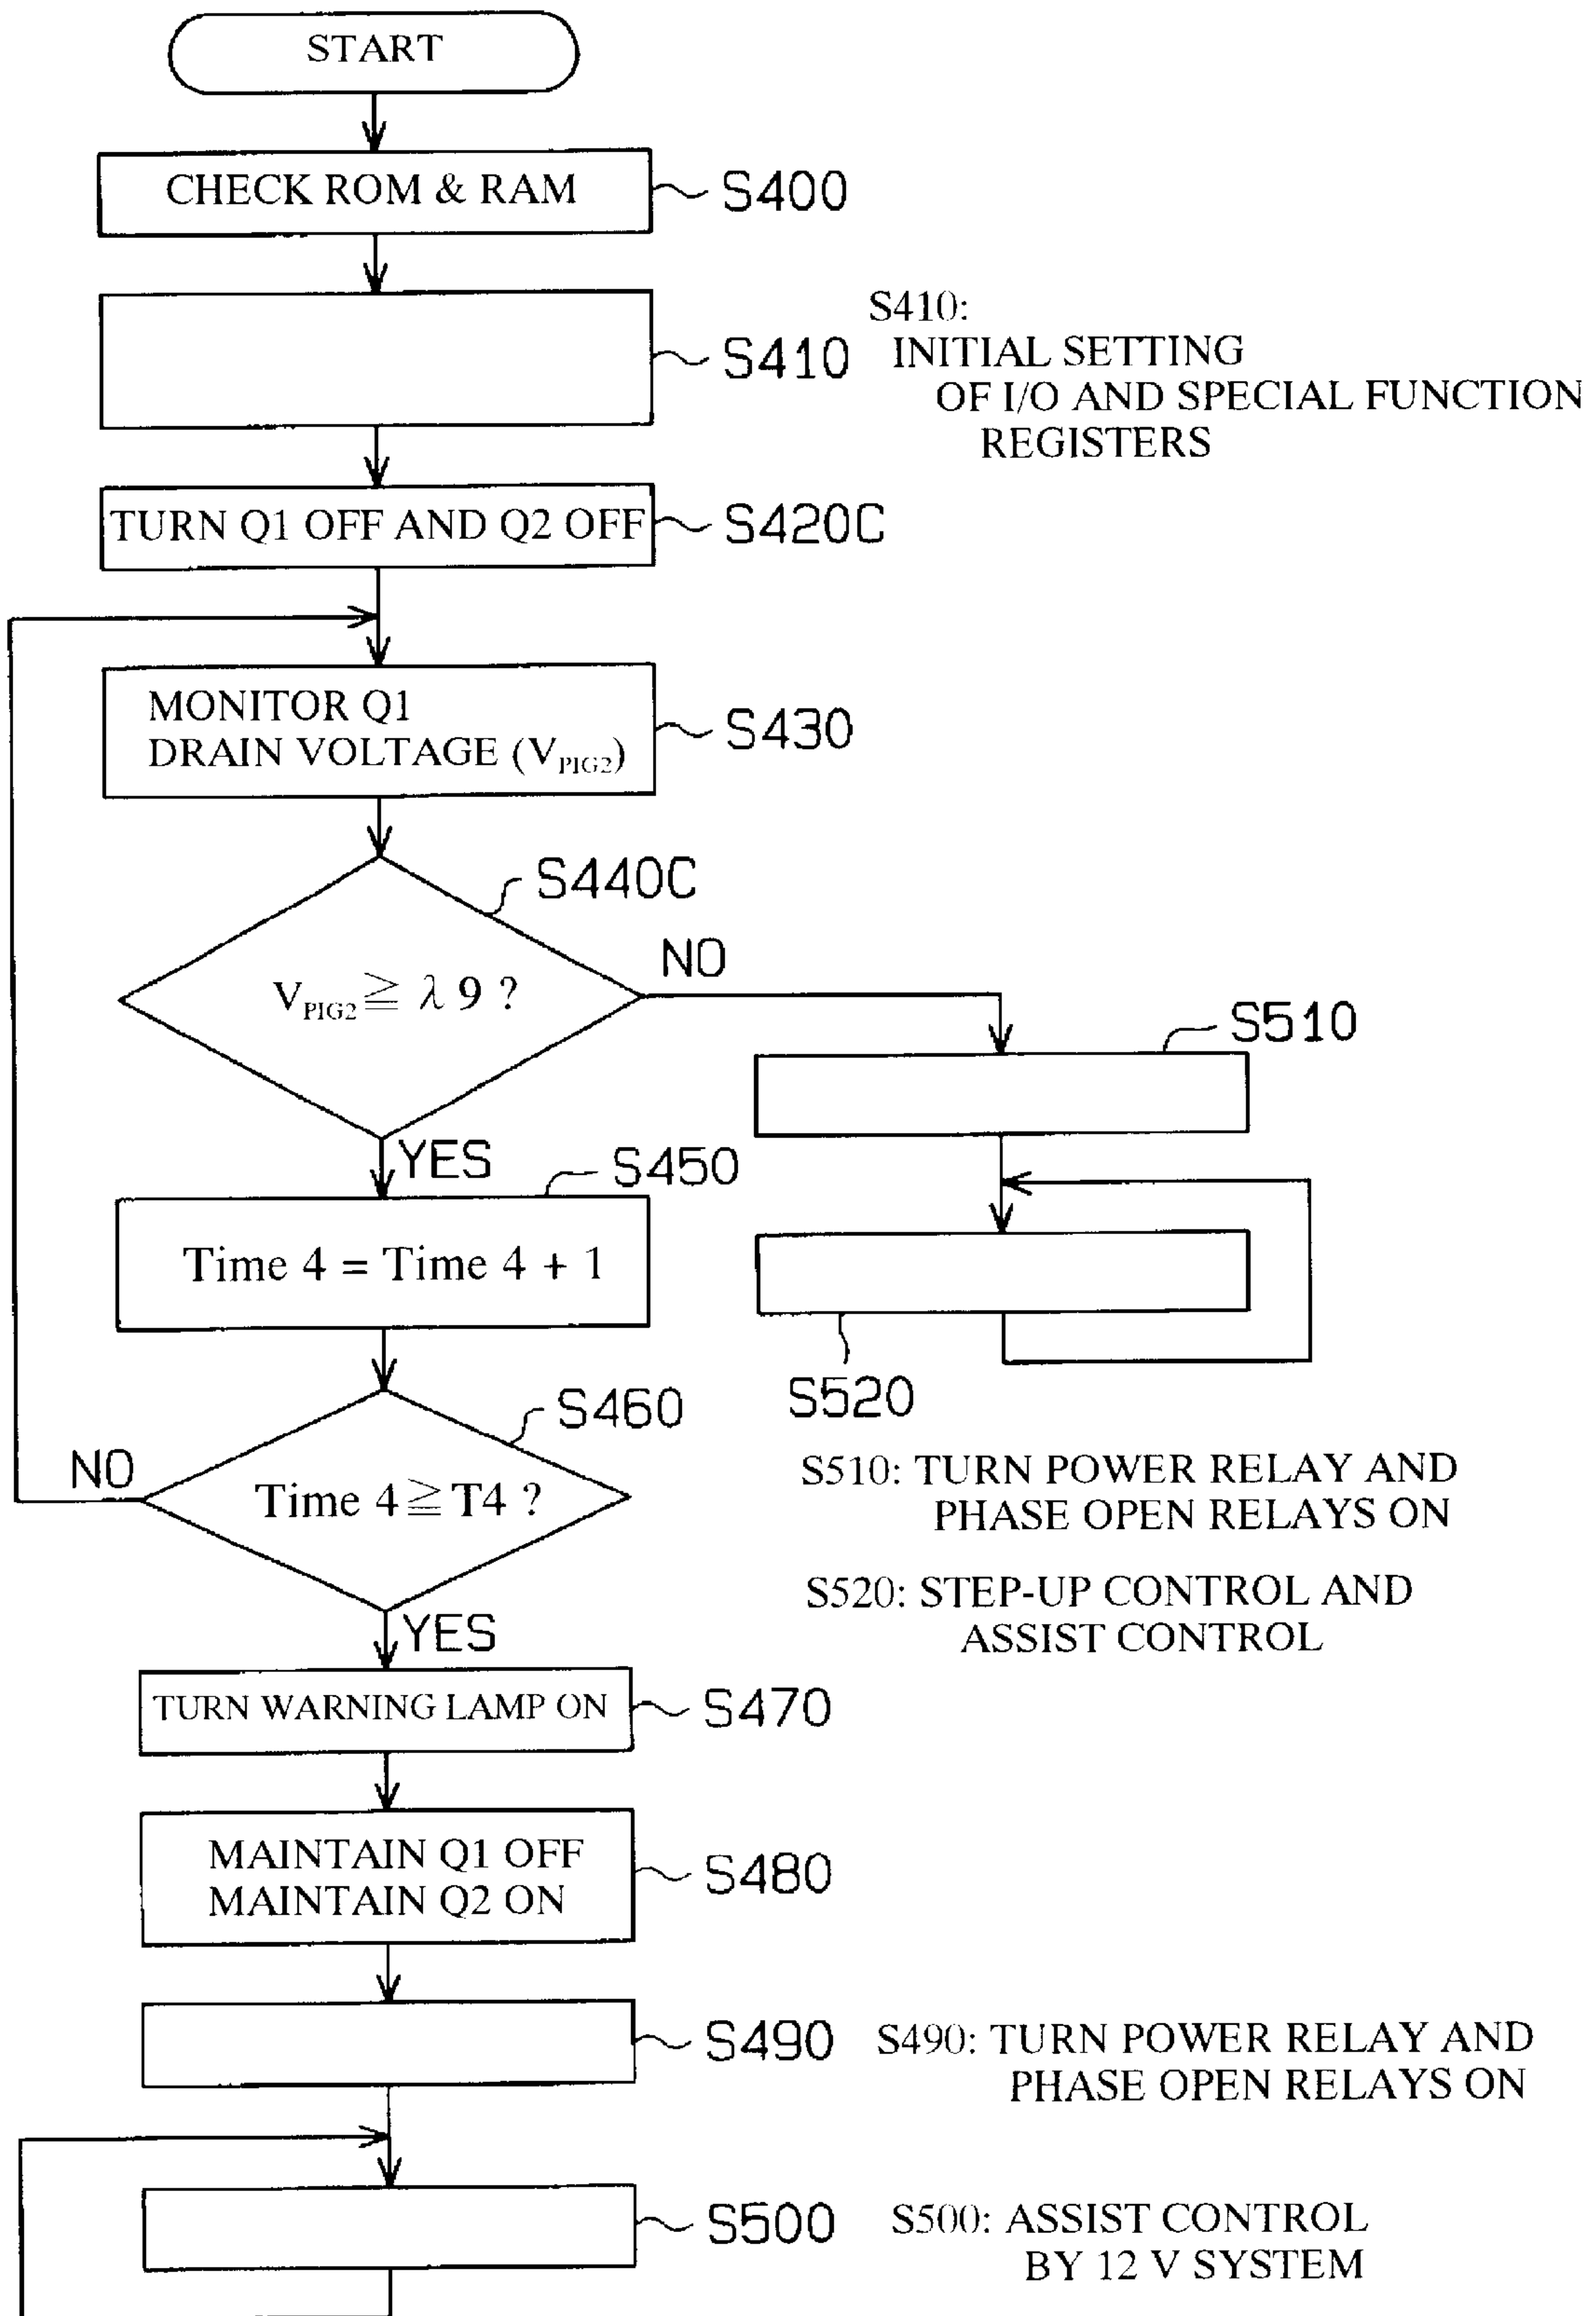 START
CHECK ROM & RAM
S400
S410
S410:
INITIAL SETTING
OF I/O AND SPECIAL FUNCTION
REGISTERS
TURN Q1 OFF AND Q2 OFF
S420C
MONITOR Q1
DRAIN VOLTAGE (VPIG2)
S430
S440C
VPIG2 ≧ λ 9 ?
NO
S510
YES
S450
Time 4 = Time 4 + 1
S520
S460
NO
Time 4 ≧ T4 ?
S510: TURN POWER RELAY AND
PHASE OPEN RELAYS ON
S520: STEP-UP CONTROL AND
ASSIST CONTROL
YES
TURN WARNING LAMP ON
S470
MAINTAIN Q1 OFF
MAINTAIN Q2 ON
S480
S490
S490: TURN POWER RELAY AND
PHASE OPEN RELAYS ON
S500
S500: ASSIST CONTROL
BY 12 V SYSTEM